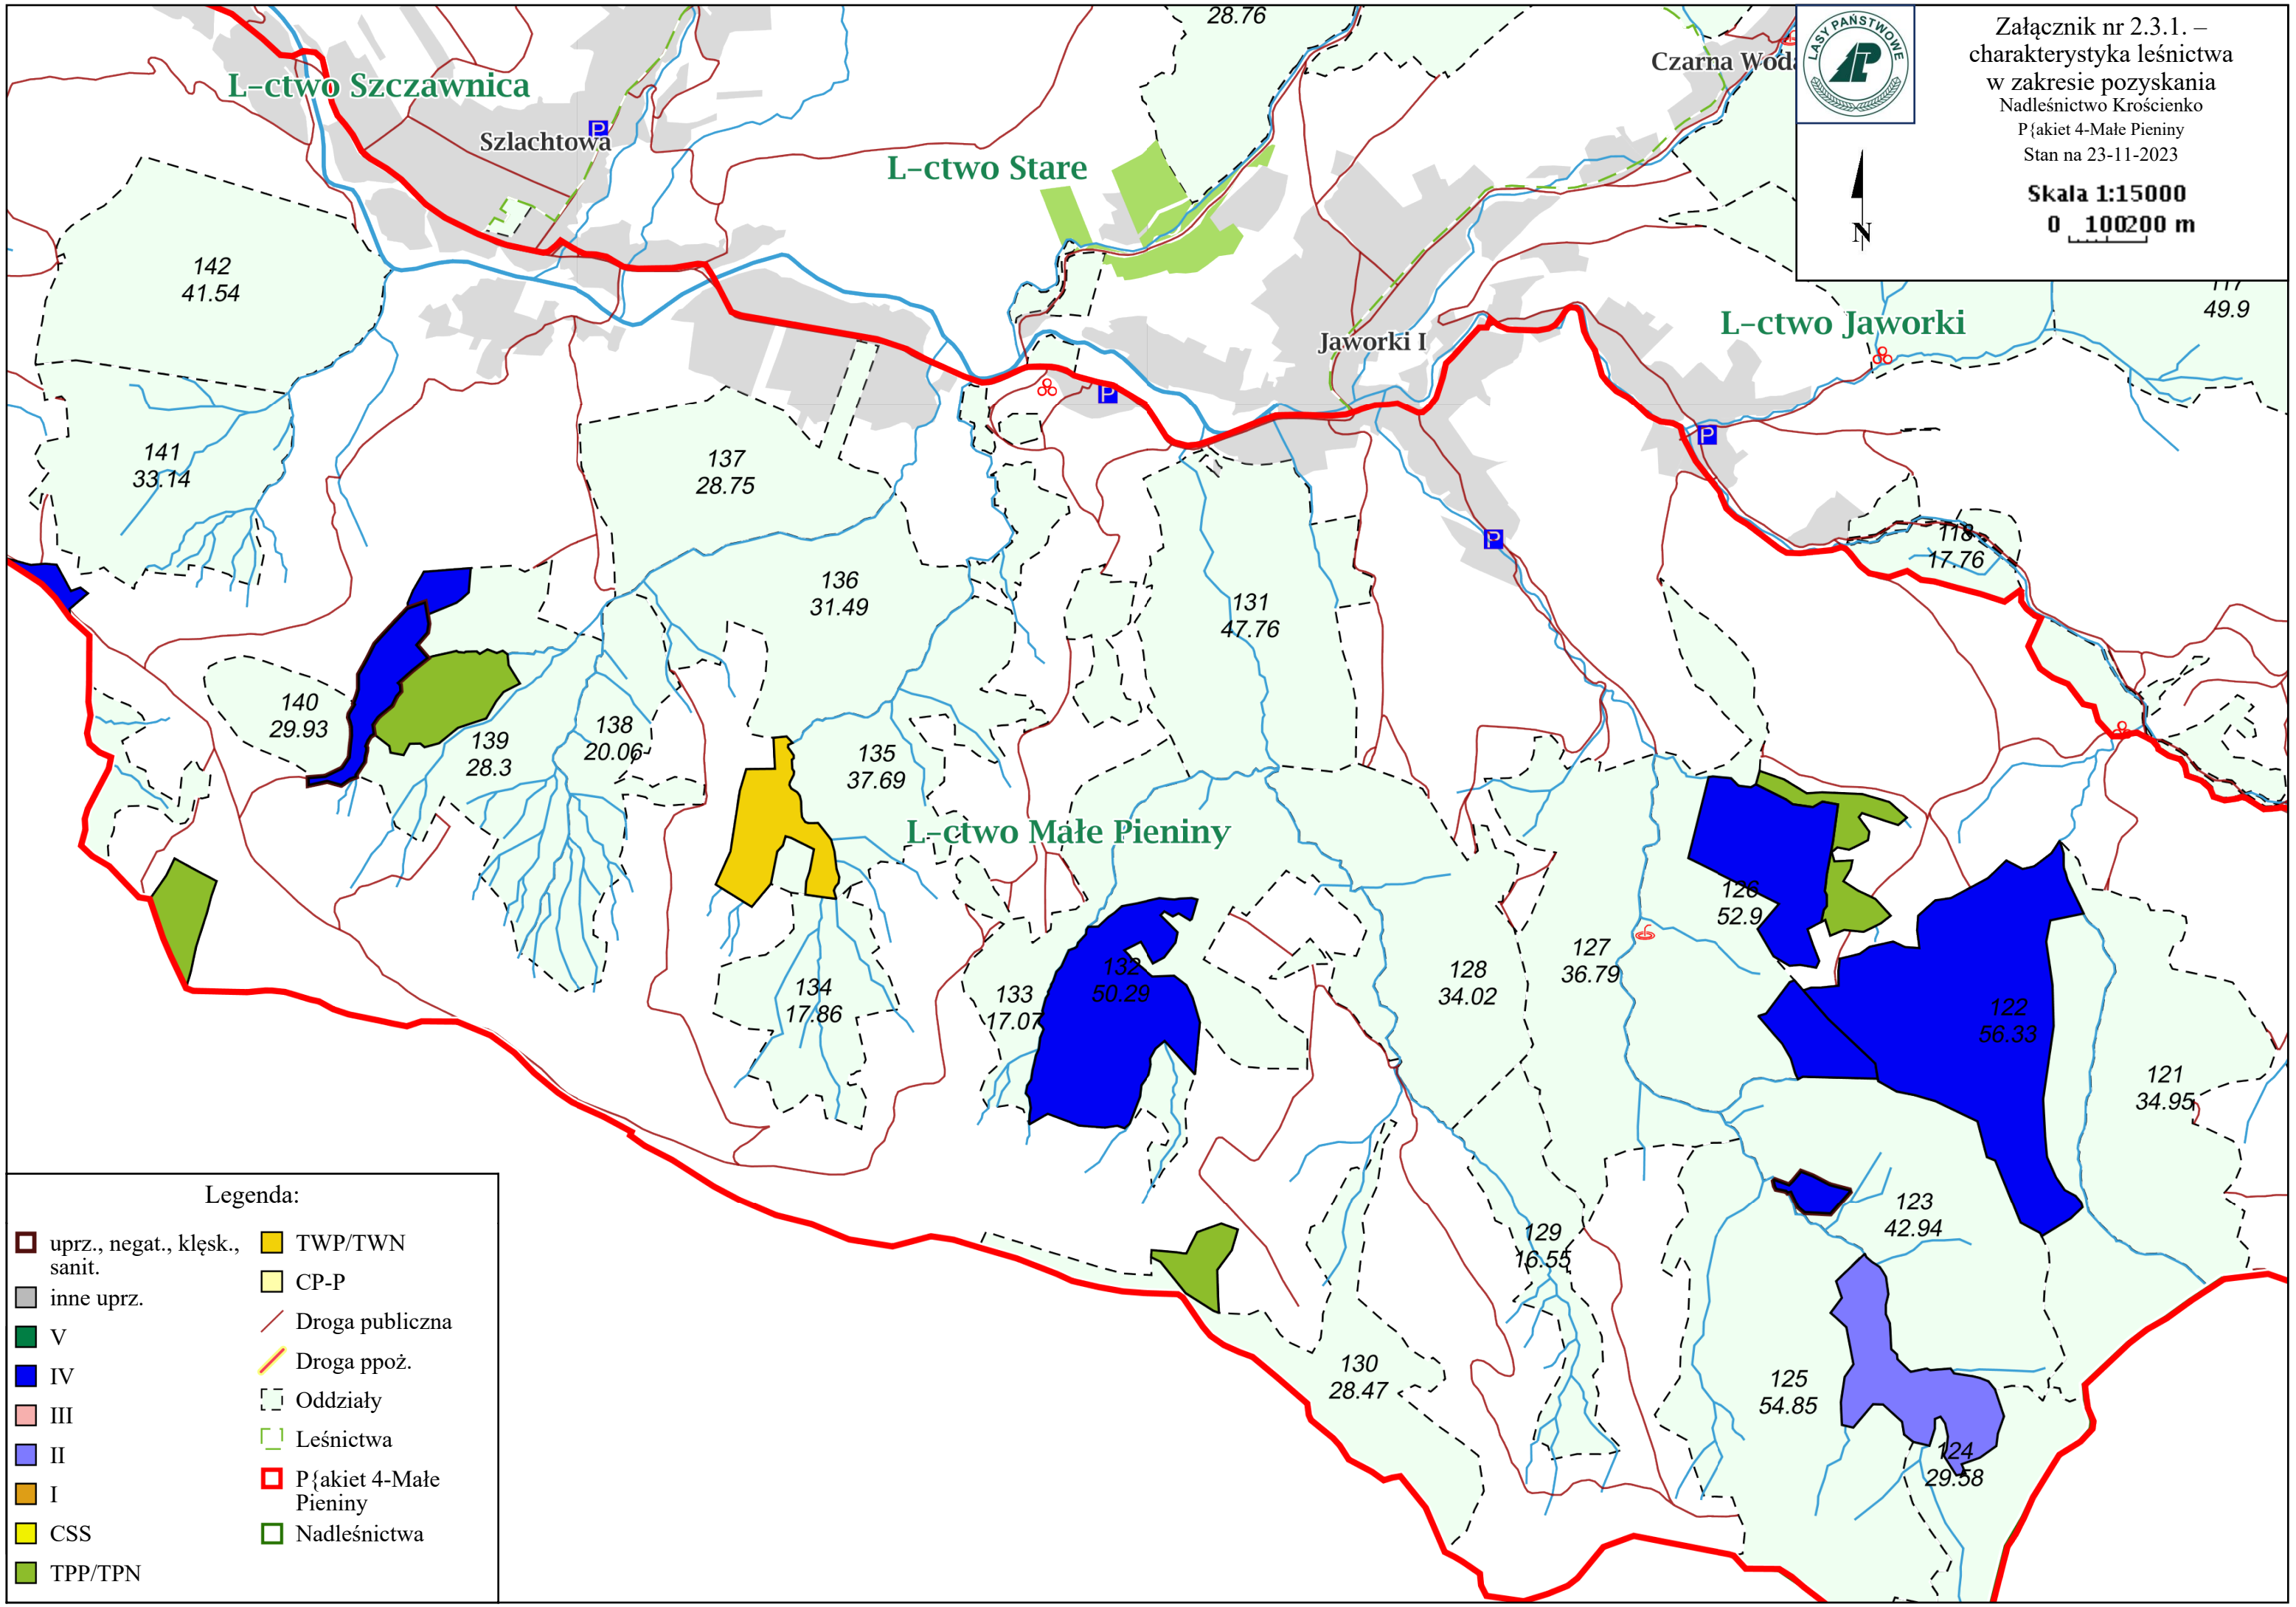 28.76
Czarna Woda
L-ctwo Szczawnica
Szlachtowa
P
L-ctwo Stare
LASY PAŃSTWOWE
LP
Załącznik nr 2.3.1. –
charakterystyka leśnictwa
w zakresie pozyskania
Nadleśnictwo Krościenko
P{akiet 4-Małe Pieniny
Stan na 23-11-2023
Skala 1:15000
0 100200 m
N
142
41.54
117
49.9
L-ctwo Jaworki
Jaworki I
P
P
141
33.14
137
28.75
P
118
17.76
136
31.49
131
47.76
140
29.93
139
28.3
138
20.06
135
37.69
L-ctwo Małe Pieniny
126
52.9
127
36.79
128
34.02
132
50.29
133
17.07
134
17.86
122
56.33
121
34.95
123
42.94
129
16.55
130
28.47
125
54.85
124
29.58
Legenda:
uprz., negat., klęsk.,
sanit.
inne uprz.
V
IV
III
II
I
CSS
TPP/TPN
TWP/TWN
CP-P
Droga publiczna
Droga ppoż.
Oddziały
Leśnictwa
P{akiet 4-Małe
Pieniny
Nadleśnictwa